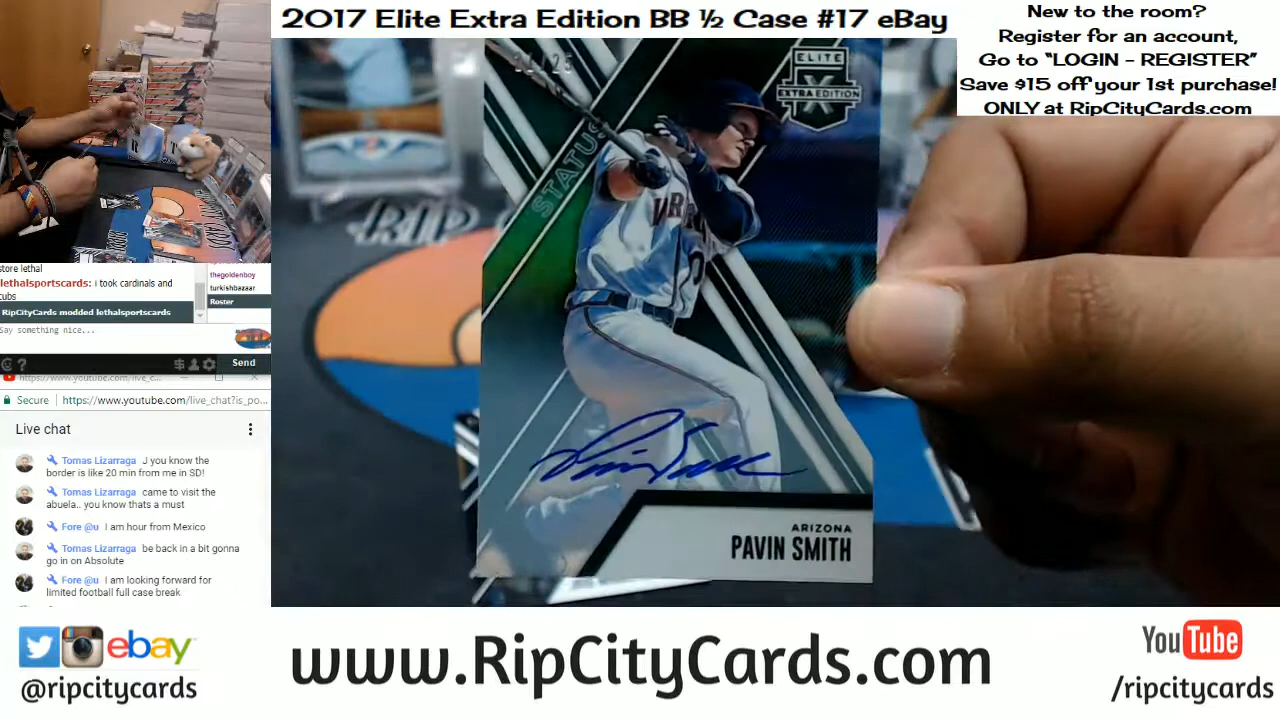 2017 Elite Extra Edition BB ½ Case #17 eBay
New to the room?
Register for an account,
Go to “LOGIN - REGISTER”
Save $15 off your 1st purchase!
ONLY at RipCityCards.com
ELITE
EXTRA EDITION
STATUS
RIP
ARIZONA
PAVIN SMITH
store lethal
lethalsportscards: i took cardinals and
cubs
RipCityCards modded lethalsportscards
thegoldenboy
turkishbazaar
Roster
Say something nice...
Send
https://www.youtube.com/live_c...
Secure https://www.youtube.com/live_chat?is_po...
Live chat
Tomas Lizarraga J you know the
border is like 20 min from me in SD!
Tomas Lizarraga came to visit the
abuela.. you know thats a must
Fore @u I am hour from Mexico
Tomas Lizarraga be back in a bit gonna
go in on Absolute
Fore @u I am looking forward for
limited football full case break
ebay
@ripcitycards
www.RipCityCards.com
YouTube
/ripcitycards